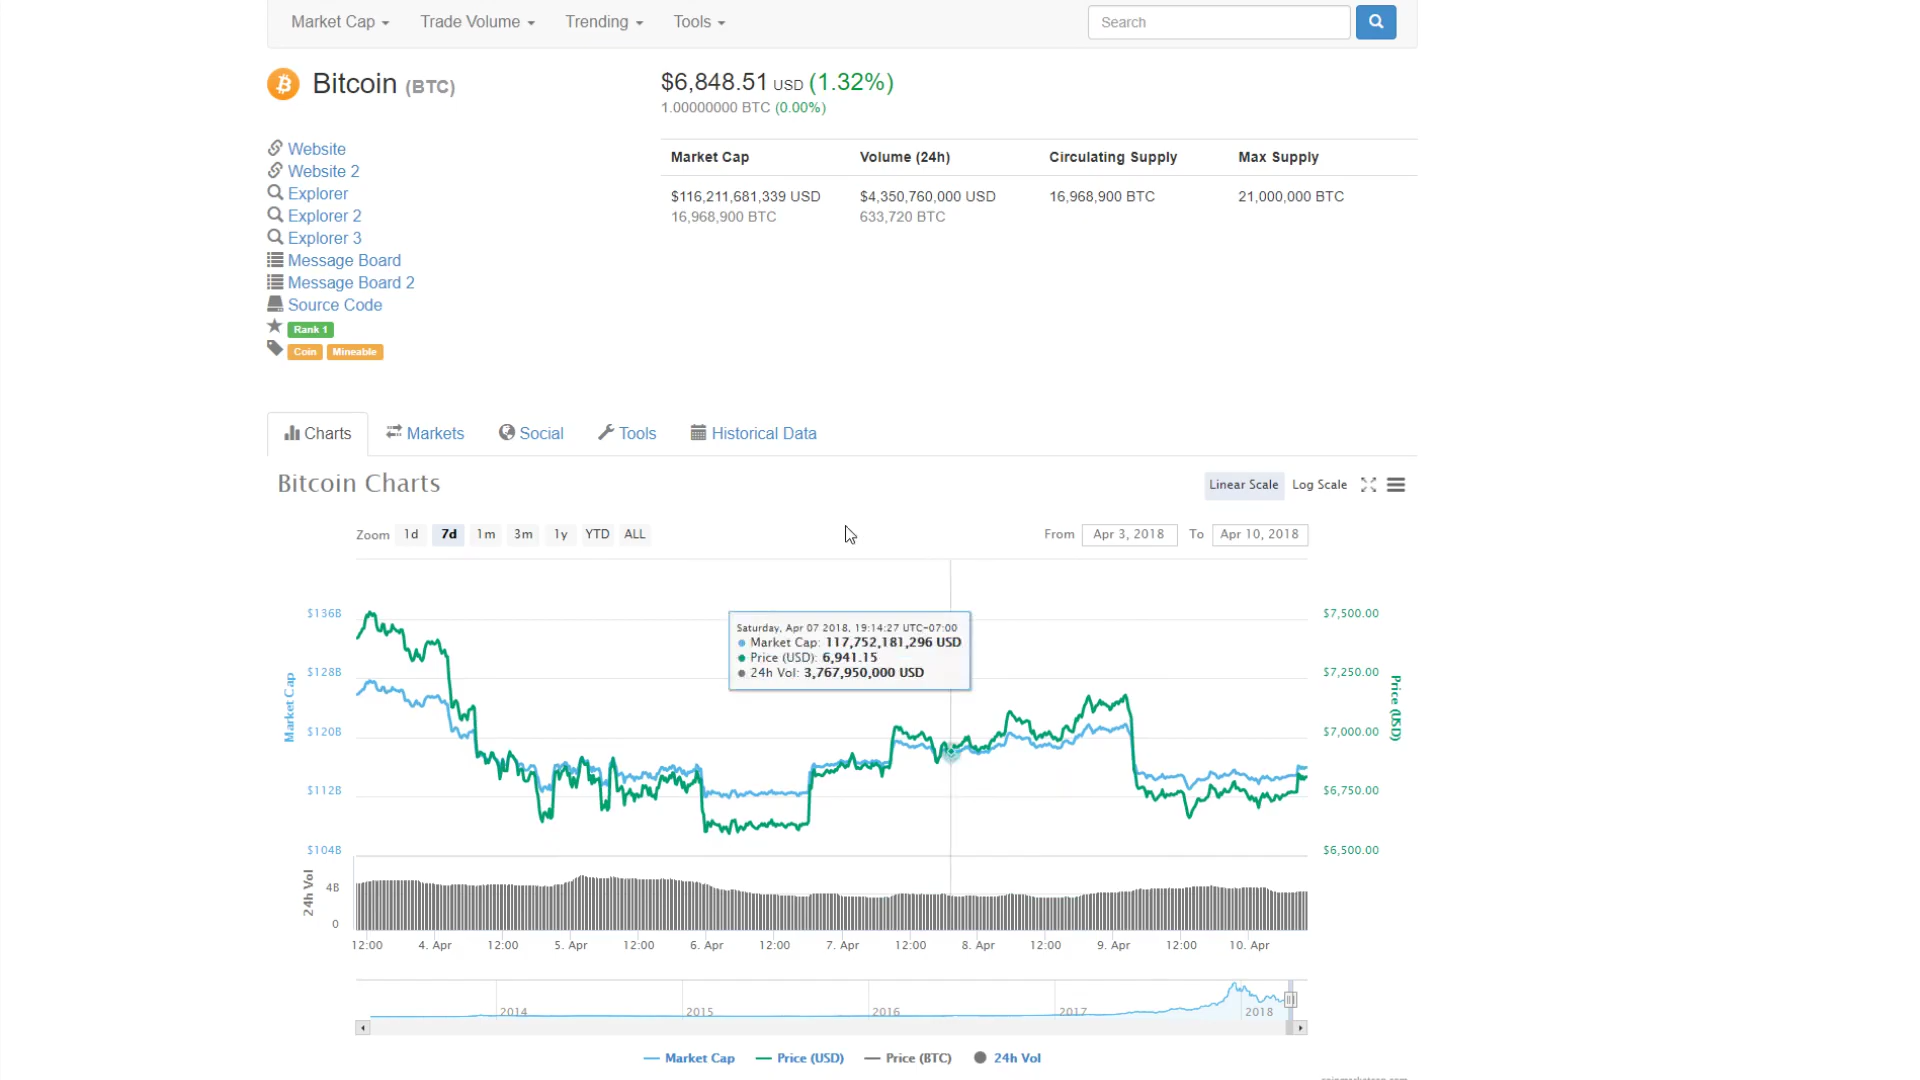 Market Cap Trade Volume Trending Tools Search
Bitcoin (BTC)
$6,848.51 USD (1.32%)
1.00000000 BTC (0.00%)
Market Cap Volume (24h) Circulating Supply Max Supply
$116,211,681,339 USD $4,350,760,000 USD 16,968,900 BTC 21,000,000 BTC
16,968,900 BTC 633,720 BTC
Website
Website 2
Explorer
Explorer 2
Explorer 3
Message Board
Message Board 2
Source Code
Rank 1
Coin Mineable
Charts Markets Social Tools Historical Data
Bitcoin Charts
Linear Scale Log Scale
Zoom 1d 7d 1m 3m 1y YTD ALL From Apr 3, 2018 To Apr 10, 2018
$136B $7,500.00
Saturday, Apr 07 2018, 19:14:27 UTC-07:00
Market Cap: 117,752,181,296 USD
Price (USD): 6,941.15
24h Vol: 3,767,950,000 USD
$128B $7,250.00
Market Cap
Price (USD)
$120B $7,000.00
$112B $6,750.00
$104B $6,500.00
24h Vol
4B
0
12:00 4. Apr 12:00 5. Apr 12:00 6. Apr 12:00 7. Apr 12:00 8. Apr 12:00 9. Apr 12:00 10. Apr
2014 2015 2016 2017 2018
Market Cap Price (USD) Price (BTC) 24h Vol